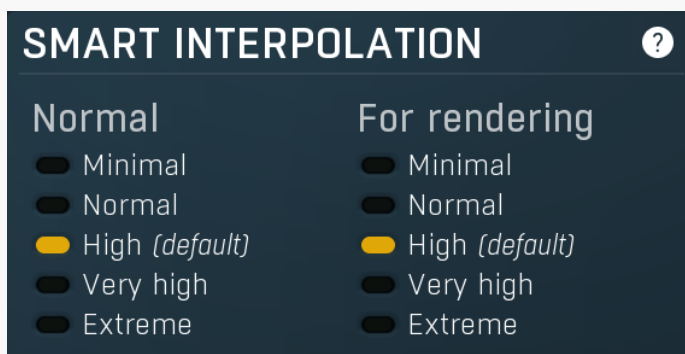 SMART INTERPOLATION ?
Normal
Minimal
Normal
High (default)
Very high
Extreme
For rendering
Minimal
Normal
High (default)
Very high
Extreme